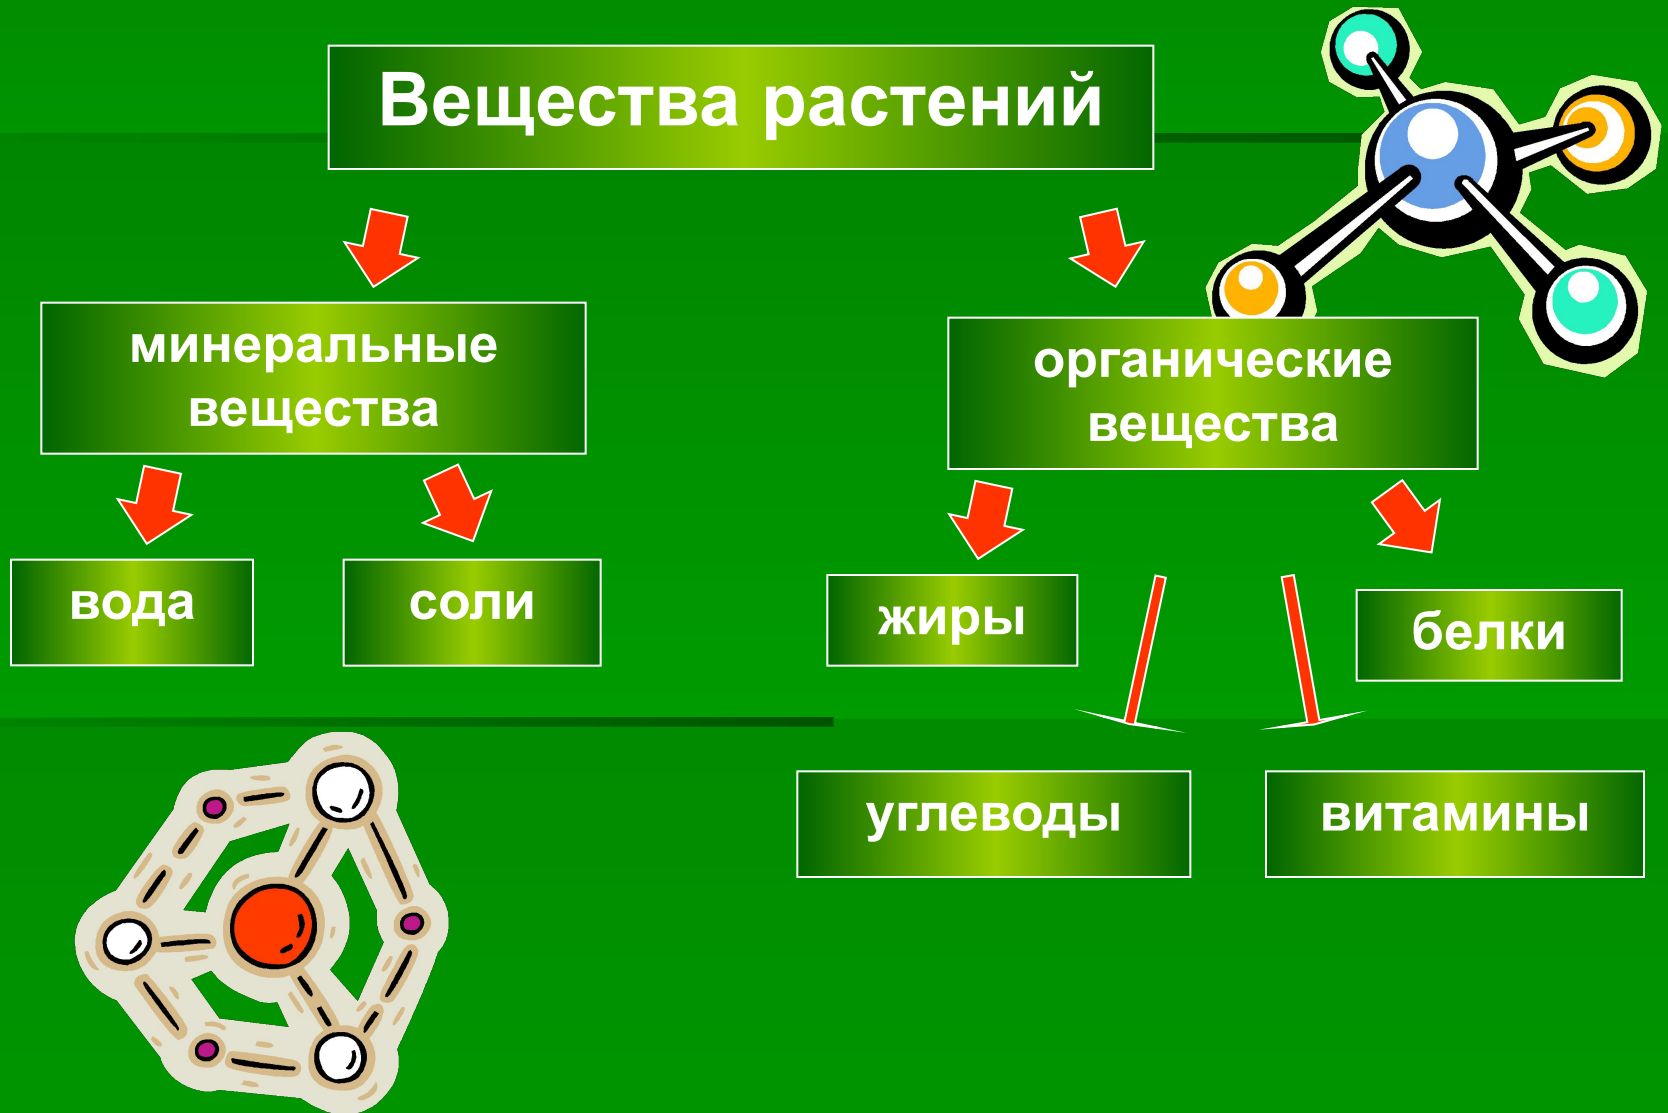 Вещества растений
минеральные
вещества
органические
вещества
вода
соли
жиры
белки
углеводы
витамины